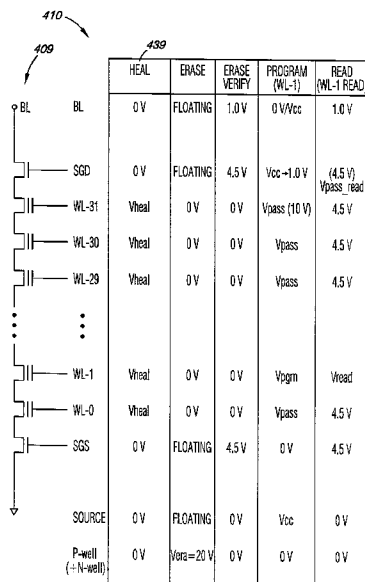 410
409
439
HEAL ERASE ERASE VERIFY PROGRAM (WL-1) READ (WL-1 READ)
BL BL 0 V FLOATING 1.0 V 0 V/Vcc 1.0 V
SGD 0 V FLOATING 4.5 V Vcc→1.0 V (4.5 V) Vpass_read
WL-31 Vheal 0 V 0 V Vpass (10 V) 4.5 V
WL-30 Vheal 0 V 0 V Vpass 4.5 V
WL-29 Vheal 0 V 0 V Vpass 4.5 V
WL-1 Vheal 0 V 0 V Vpgm Vread
WL-0 Vheal 0 V 0 V Vpass 4.5 V
SGS 0 V FLOATING 4.5 V 0 V 4.5 V
SOURCE 0 V FLOATING 0 V Vcc 0 V
P-well (+N-well) 0 V Vera=20 V 0 V 0 V 0 V